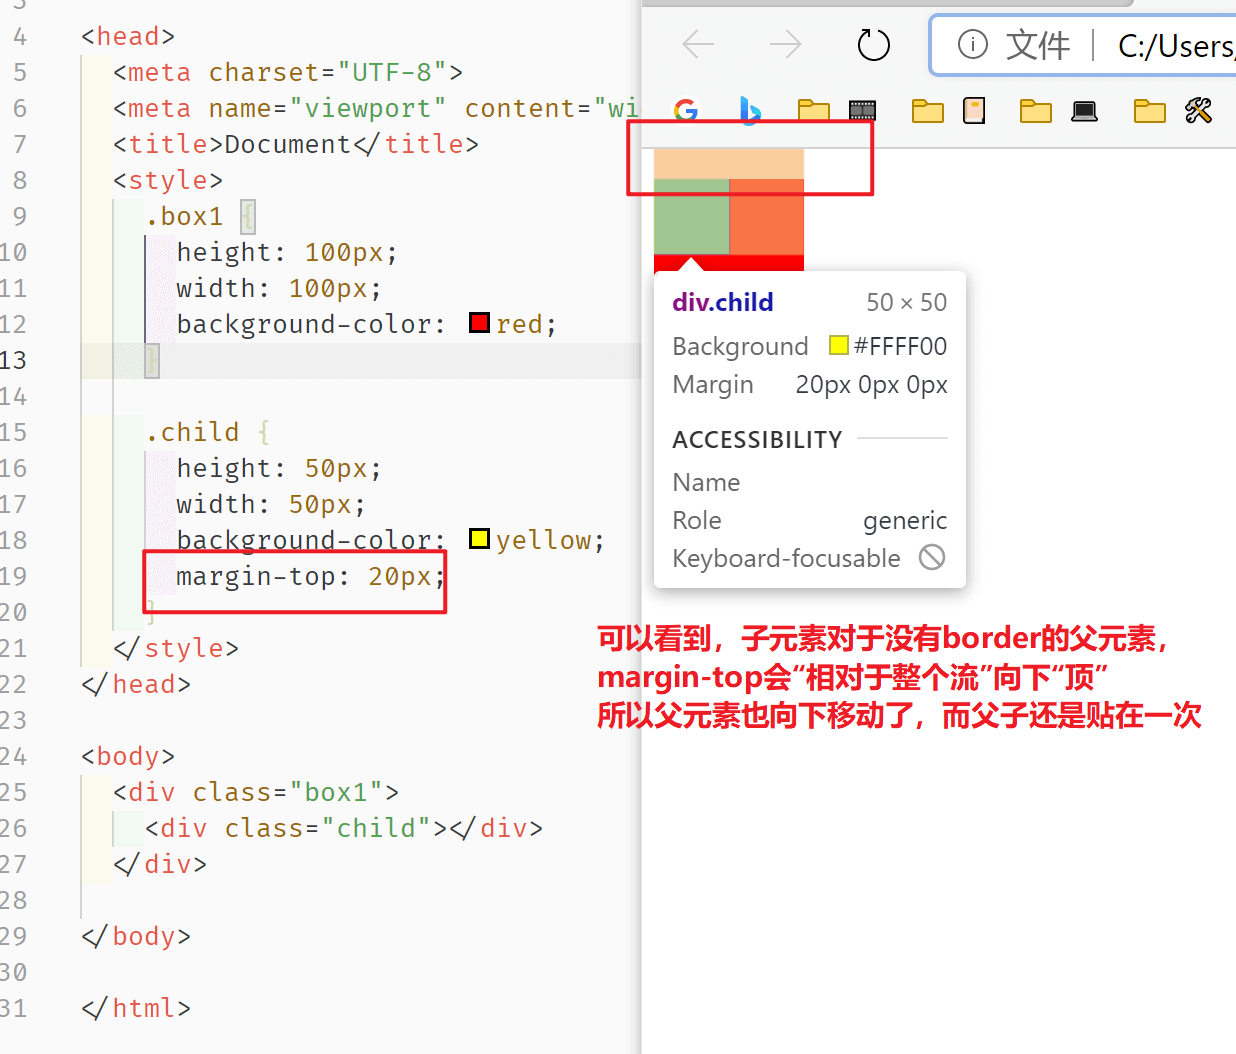 3
4 <head>
5 <meta charset="UTF-8">
6 <meta name="viewport" content="wi
7 <title>Document</title>
8 <style>
9 .box1 {
10 height: 100px;
11 width: 100px;
12 background-color: red;
13 }
14
15 .child {
16 height: 50px;
17 width: 50px;
18 background-color: yellow;
19 margin-top: 20px;
20 }
21 </style>
22 </head>
23
24 <body>
25 <div class="box1">
26 <div class="child"></div>
27 </div>
28
29 </body>
30
31 </html>
文件 C:/Users/
div.child 50 × 50
Background #FFFF00
Margin 20px 0px 0px
ACCESSIBILITY
Name
Role generic
Keyboard-focusable
可以看到，子元素对于没有border的父元素，
margin-top会“相对于整个流”向下“顶”
所以父元素也向下移动了，而父子还是贴在一次